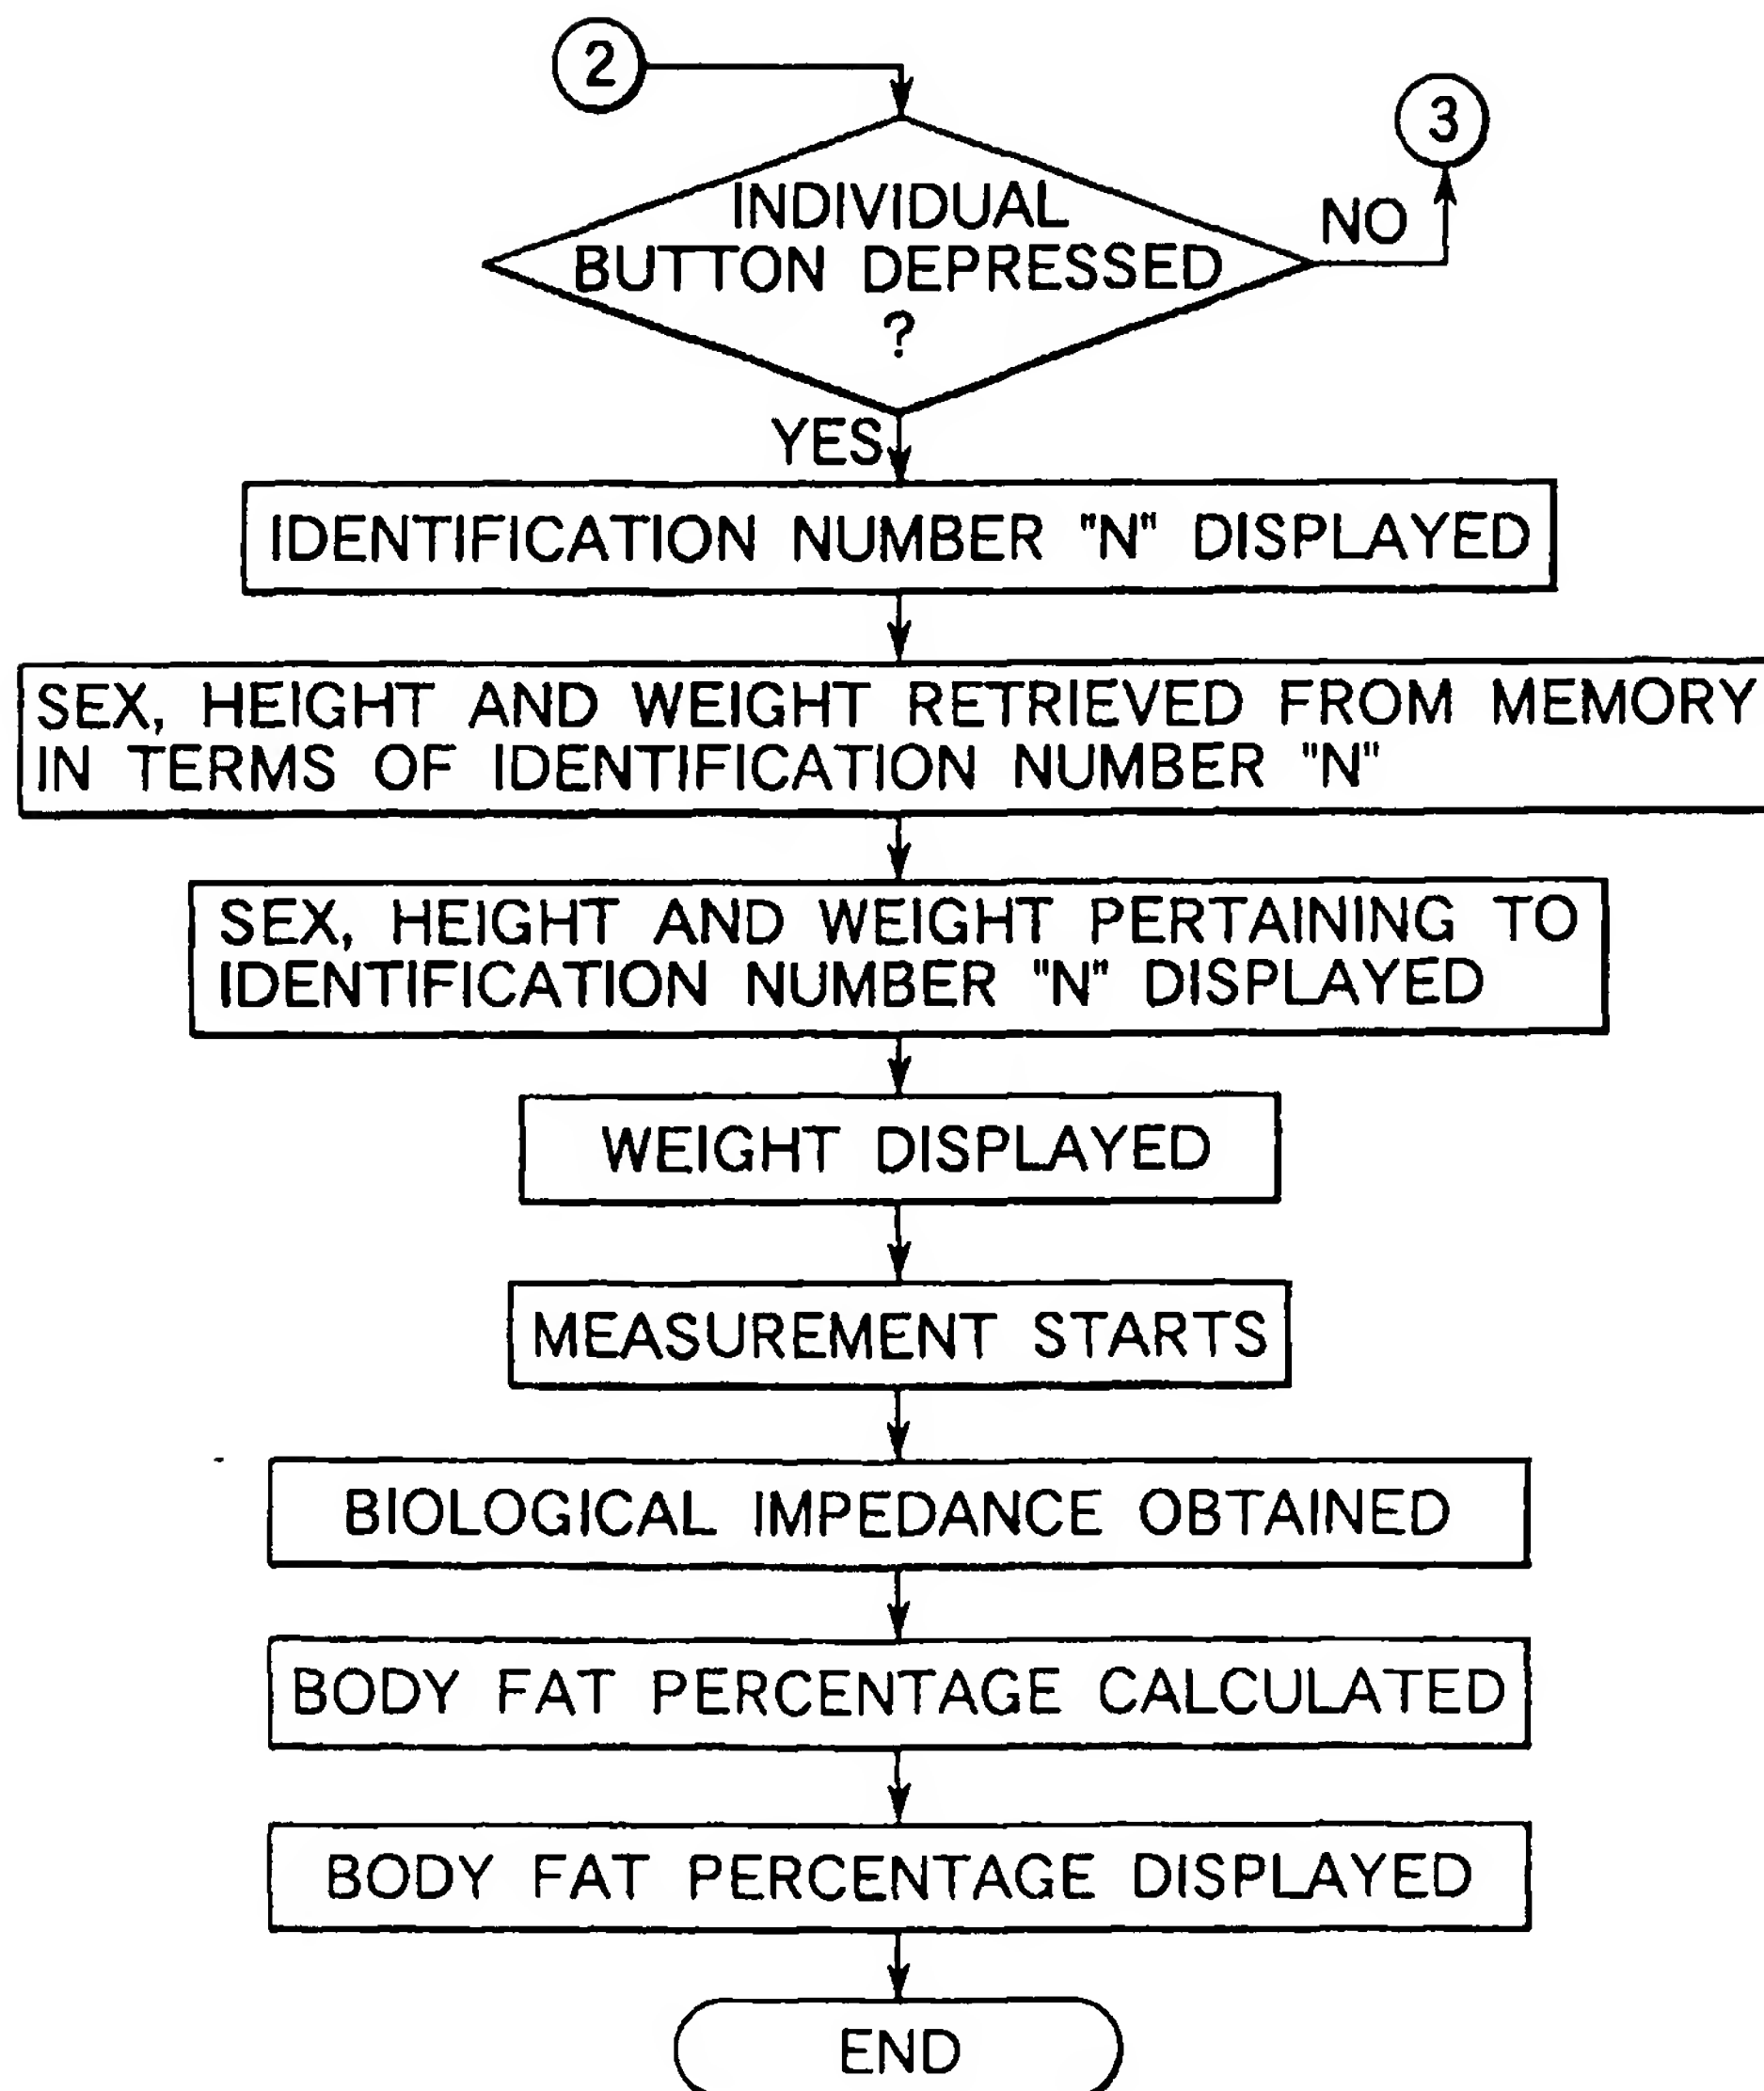 2
3
INDIVIDUAL
BUTTON DEPRESSED
?
NO
YES
IDENTIFICATION NUMBER "N" DISPLAYED
SEX, HEIGHT AND WEIGHT RETRIEVED FROM MEMORY
IN TERMS OF IDENTIFICATION NUMBER "N"
SEX, HEIGHT AND WEIGHT PERTAINING TO
IDENTIFICATION NUMBER "N" DISPLAYED
WEIGHT DISPLAYED
MEASUREMENT STARTS
BIOLOGICAL IMPEDANCE OBTAINED
BODY FAT PERCENTAGE CALCULATED
BODY FAT PERCENTAGE DISPLAYED
END